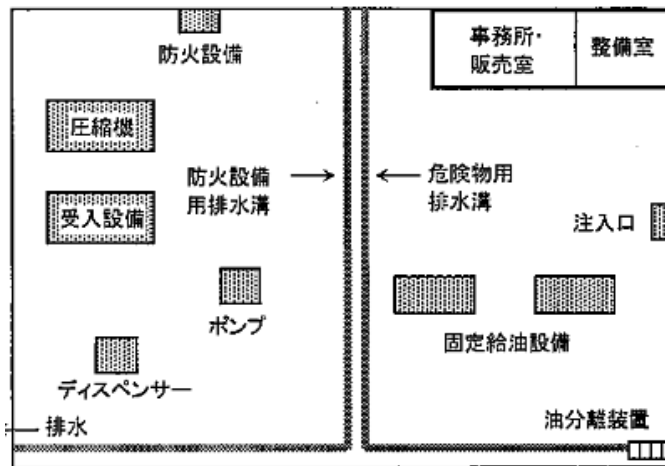 防火設備
事務所・
販売室
整備室
圧縮機
防火設備
用排水溝
→
←
危険物用
排水溝
受入設備
注入口
ポンプ
固定給油設備
ディスペンサー
排水
油分離装置